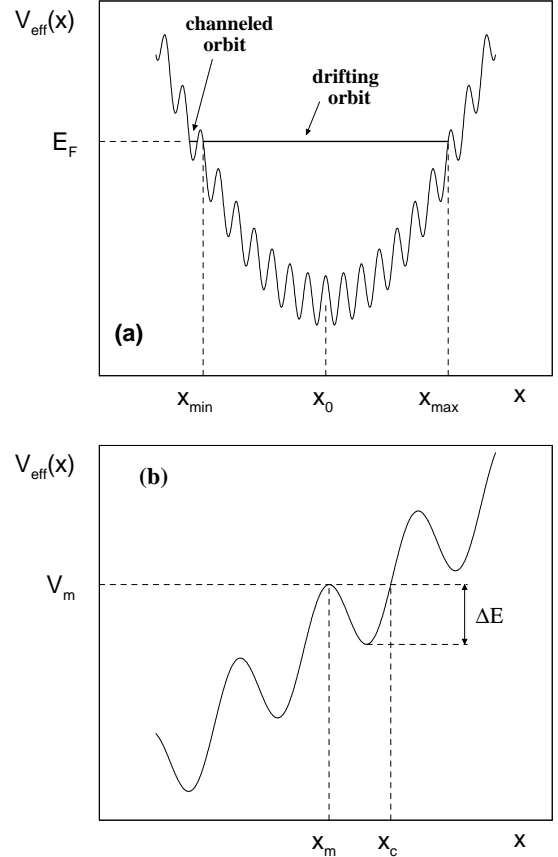 V_eff(x)
channeled
orbit
drifting
orbit
E_F
(a)
x_min
x_0
x_max
x
V_eff(x)
(b)
V_m
ΔE
x_m
x_c
x